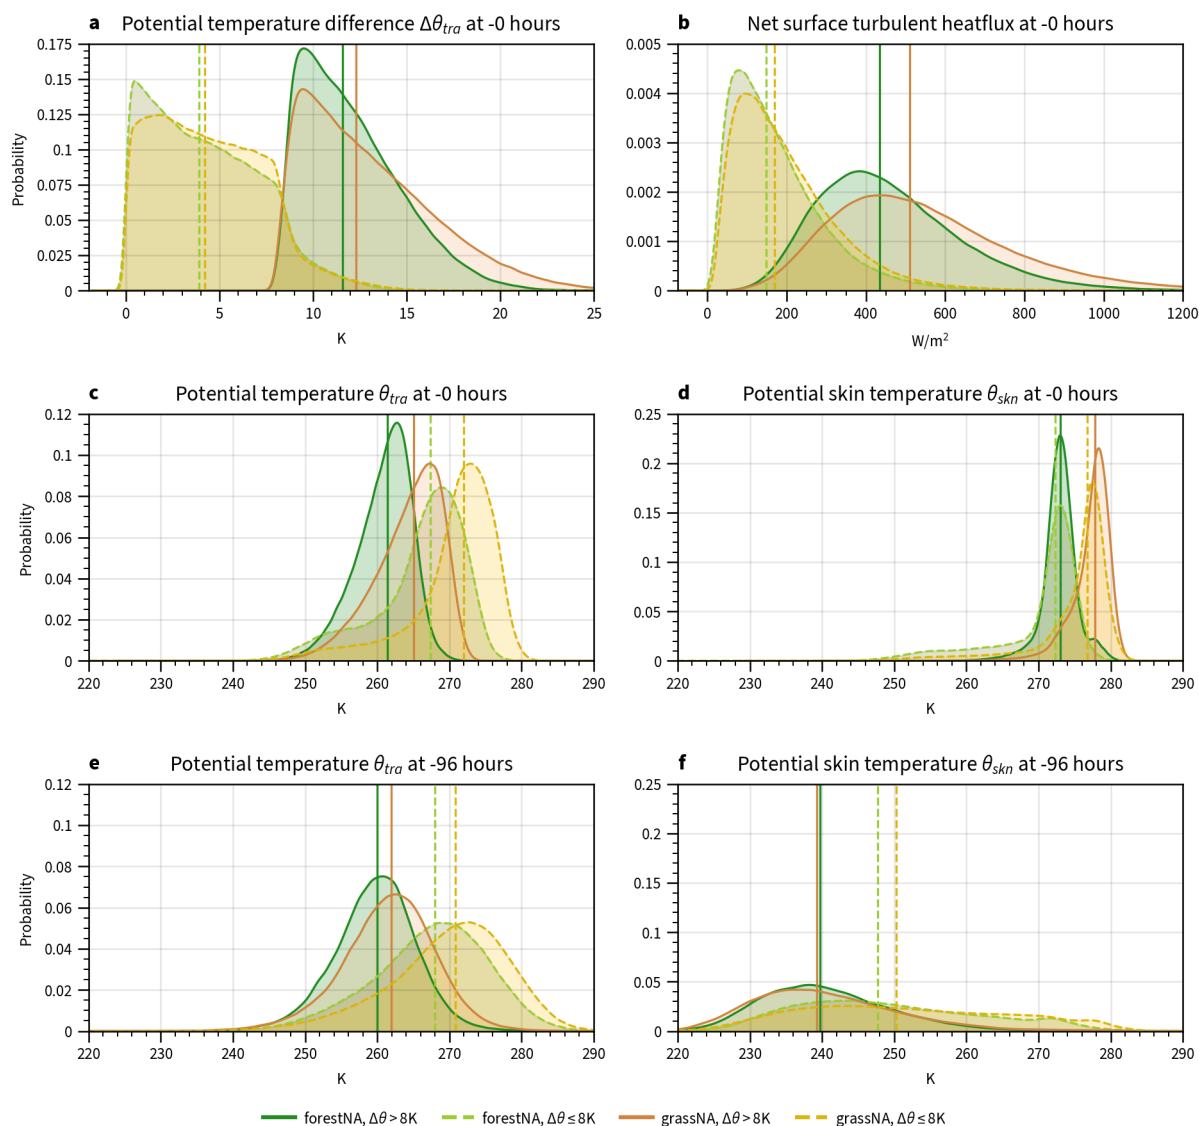 a Potential temperature difference Δθtra at -0 hours
b Net surface turbulent heatflux at -0 hours
0.175
0.15
0.125
0.1
0.075
0.05
0.025
0
Probability
0 5 10 15 20 25
K
0.005
0.004
0.003
0.002
0.001
0
0 200 400 600 800 1000 1200
W/m²
c Potential temperature θtra at -0 hours
d Potential skin temperature θskn at -0 hours
0.12
0.1
0.08
0.06
0.04
0.02
0
Probability
220 230 240 250 260 270 280 290
K
0.25
0.2
0.15
0.1
0.05
0
220 230 240 250 260 270 280 290
K
e Potential temperature θtra at -96 hours
f Potential skin temperature θskn at -96 hours
0.12
0.1
0.08
0.06
0.04
0.02
0
Probability
220 230 240 250 260 270 280 290
K
0.25
0.2
0.15
0.1
0.05
0
220 230 240 250 260 270 280 290
K
forestNA, Δθ > 8K forestNA, Δθ ≤ 8K grassNA, Δθ > 8K grassNA, Δθ ≤ 8K